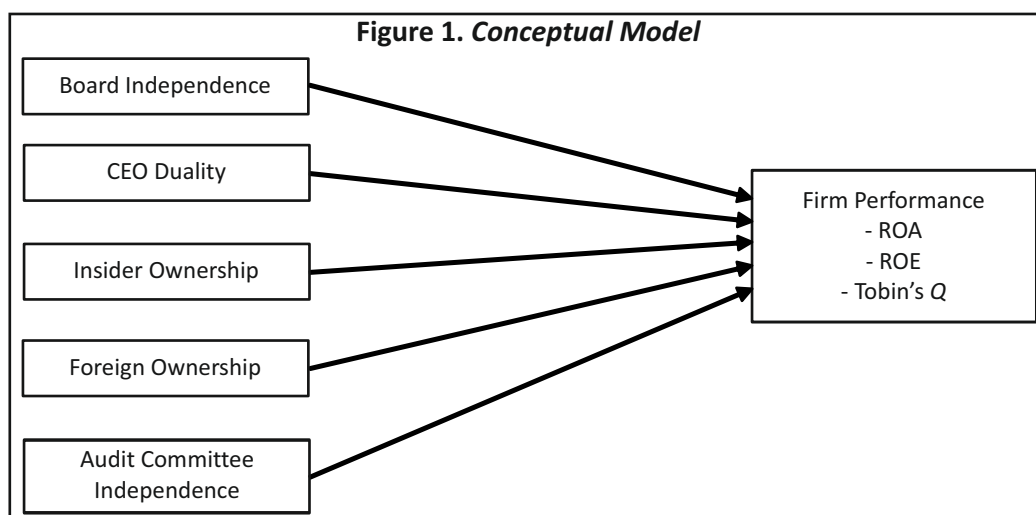 Figure 1. Conceptual Model
Board Independence
CEO Duality
Insider Ownership
Foreign Ownership
Audit Committee
Independence
Firm Performance
- ROA
- ROE
- Tobin’s Q